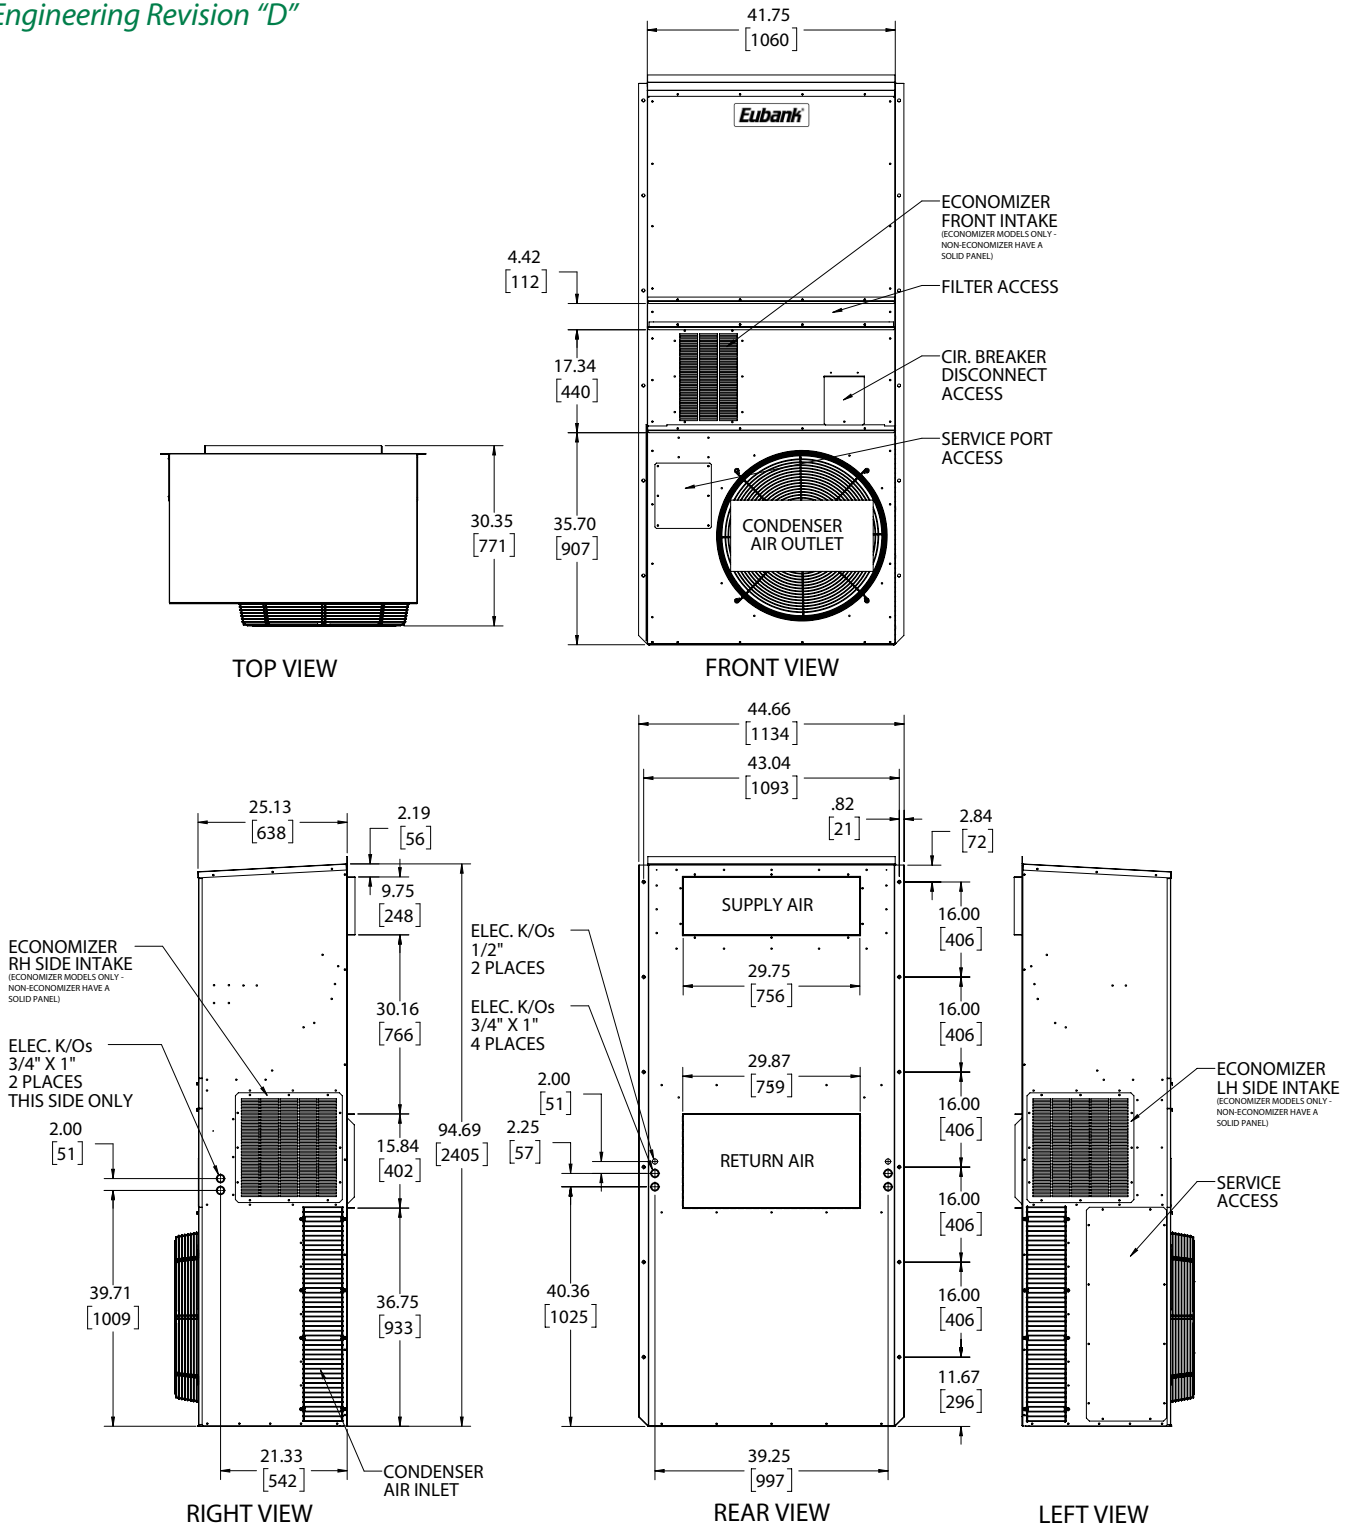 Engineering Revision “D”
41.75
[1060]
Eubank
ECONOMIZER
FRONT INTAKE
(ECONOMIZER MODELS ONLY -
NON-ECONOMIZER HAVE A
SOLID PANEL)
4.42
[112]
FILTER ACCESS
17.34
[440]
CIR. BREAKER
DISCONNECT
ACCESS
SERVICE PORT
ACCESS
30.35
[771]
35.70
[907]
CONDENSER
AIR OUTLET
TOP VIEW
FRONT VIEW
44.66
[1134]
43.04
[1093]
25.13
[638]
2.19
[56]
.82
[21]
2.84
[72]
9.75
[248]
SUPPLY AIR
16.00
[406]
ECONOMIZER
RH SIDE INTAKE
(ECONOMIZER MODELS ONLY -
NON-ECONOMIZER HAVE A
SOLID PANEL)
ELEC. K/Os
1/2"
2 PLACES
29.75
[756]
30.16
[766]
ELEC. K/Os
3/4" X 1"
4 PLACES
16.00
[406]
ELEC. K/Os
3/4" X 1"
2 PLACES
THIS SIDE ONLY
29.87
[759]
2.00
[51]
ECONOMIZER
LH SIDE INTAKE
(ECONOMIZER MODELS ONLY -
NON-ECONOMIZER HAVE A
SOLID PANEL)
16.00
[406]
2.00
[51]
15.84
[402]
94.69
[2405]
2.25
[57]
RETURN AIR
16.00
[406]
SERVICE
ACCESS
39.71
[1009]
36.75
[933]
40.36
[1025]
16.00
[406]
11.67
[296]
21.33
[542]
CONDENSER
AIR INLET
39.25
[997]
RIGHT VIEW
REAR VIEW
LEFT VIEW